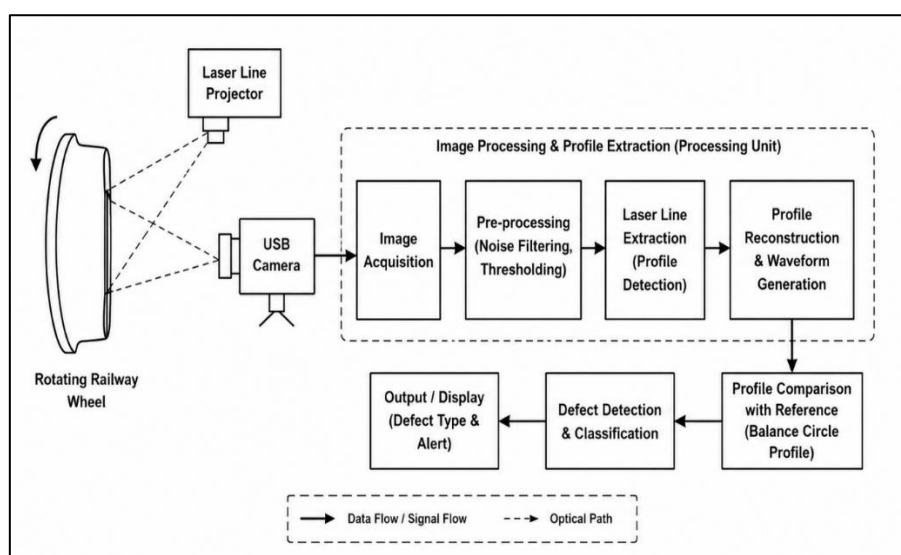 Laser Line
Projector
Image Processing & Profile Extraction (Processing Unit)
USB
Camera
Image
Acquisition
Pre-processing
(Noise Filtering,
Thresholding)
Laser Line
Extraction
(Profile
Detection)
Profile
Reconstruction
& Waveform
Generation
Rotating Railway
Wheel
Output / Display
(Defect Type &
Alert)
Defect Detection
& Classification
Profile Comparison
with Reference
(Balance Circle
Profile)
Data Flow / Signal Flow
Optical Path